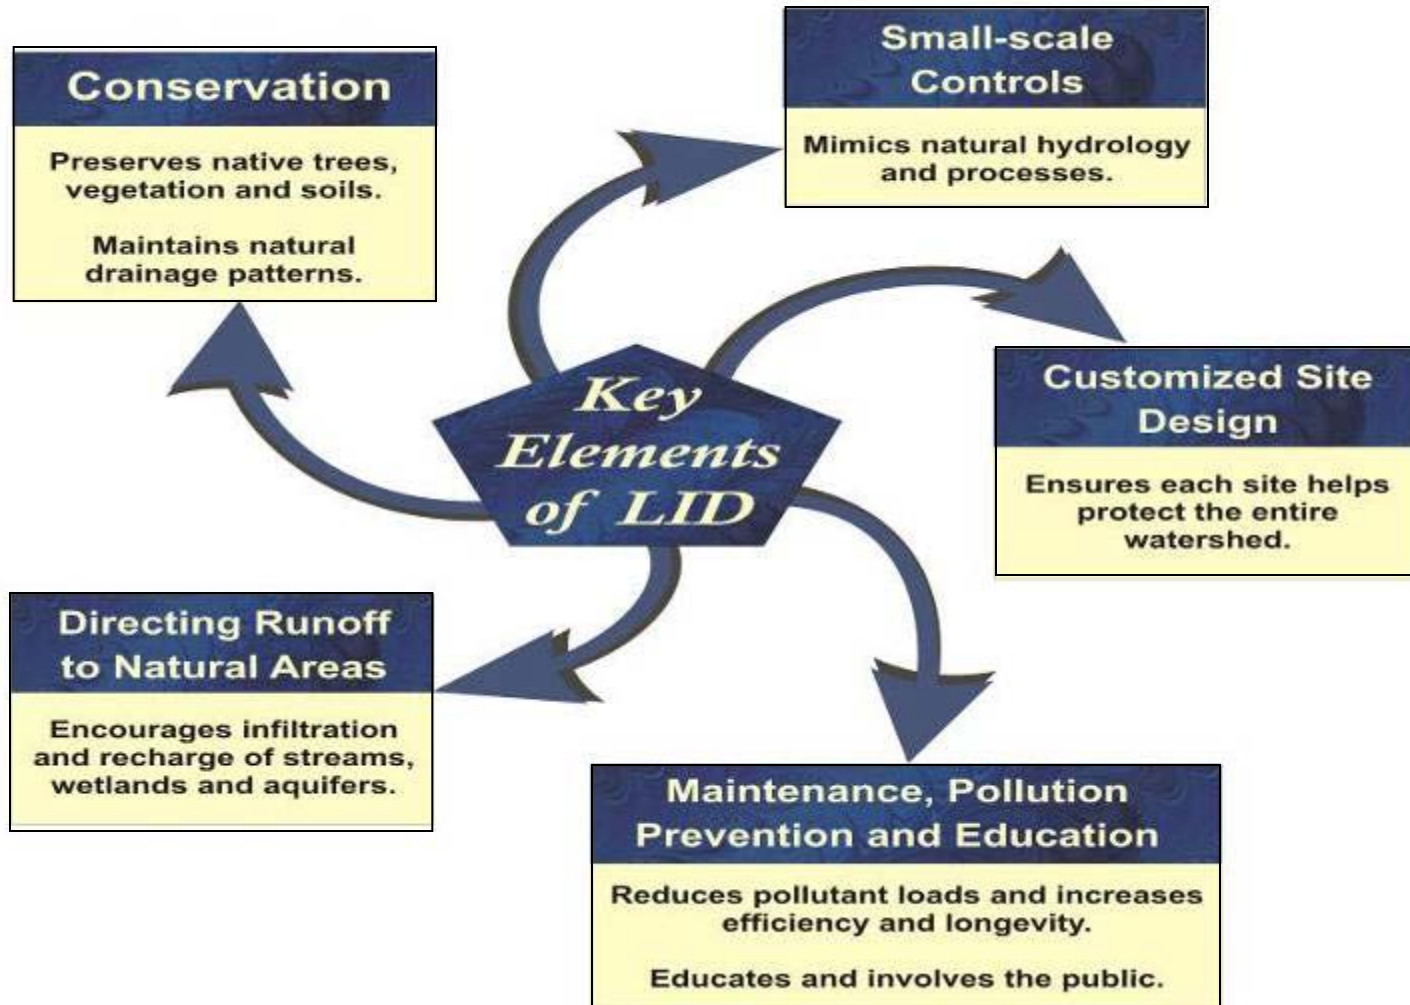 Conservation
Preserves native trees,
vegetation and soils.
Maintains natural
drainage patterns.
Small-scale
Controls
Mimics natural hydrology
and processes.
Customized Site
Design
Ensures each site helps
protect the entire
watershed.
Key
Elements
of LID
Directing Runoff
to Natural Areas
Encourages infiltration
and recharge of streams,
wetlands and aquifers.
Maintenance, Pollution
Prevention and Education
Reduces pollutant loads and increases
efficiency and longevity.
Educates and involves the public.